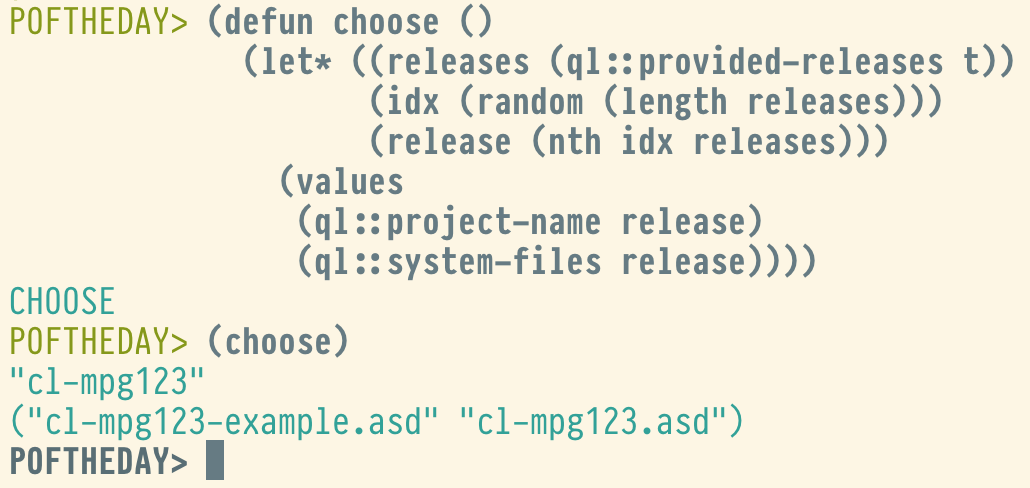 POFTHEDAY> (defun choose ()
             (let* ((releases (ql::provided-releases t))
                    (idx (random (length releases)))
                    (release (nth idx releases)))
               (values
                (ql::project-name release)
                (ql::system-files release))))
CHOOSE
POFTHEDAY> (choose)
"cl-mpg123"
("cl-mpg123-example.asd" "cl-mpg123.asd")
POFTHEDAY>